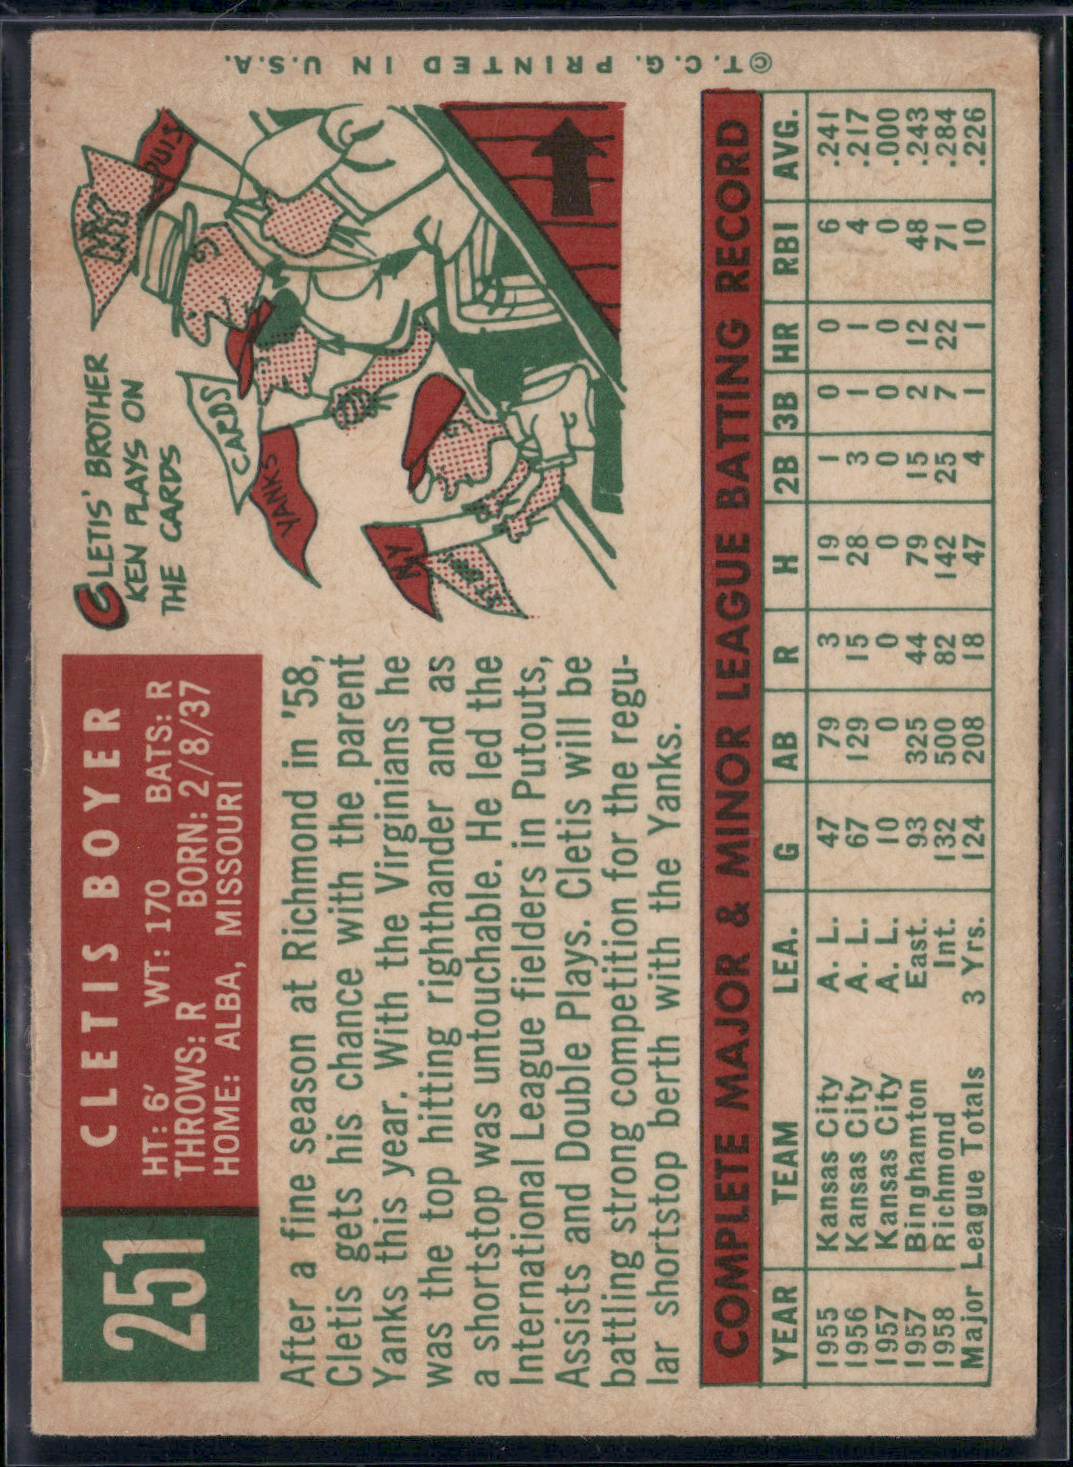 251
CLETIS BOYER
HT: 6' WT: 170 BATS: R
THROWS: R BORN: 2/8/37
HOME: ALBA, MISSOURI
CLETIS' BROTHER
KEN PLAYS ON
THE CARDS
NY
LOUIS
CARDS
YANKS
NY
After a fine season at Richmond in '58,
Cletis gets his chance with the parent
Yanks this year. With the Virginians he
was the top hitting righthander and as
a shortstop was untouchable. He led the
International League fielders in Putouts,
Assists and Double Plays. Cletis will be
battling strong competition for the regu-
lar shortstop berth with the Yanks.
COMPLETE MAJOR & MINOR LEAGUE BATTING RECORD
YEAR TEAM LEA. G AB R H 2B 3B HR RBI AVG.
1955 Kansas City A. L. 47 79 3 19 1 0 0 6 .241
1956 Kansas City A. L. 67 129 15 28 3 1 1 4 .217
1957 Kansas City A. L. 10 0 0 0 0 0 0 0 .000
1957 Binghamton East. 93 325 44 79 15 2 12 48 .243
1958 Richmond Int. 132 500 82 142 25 7 22 71 .284
Major League Totals 3 Yrs. 124 208 18 47 4 1 1 10 .226
©T.C.G. PRINTED IN U.S.A.